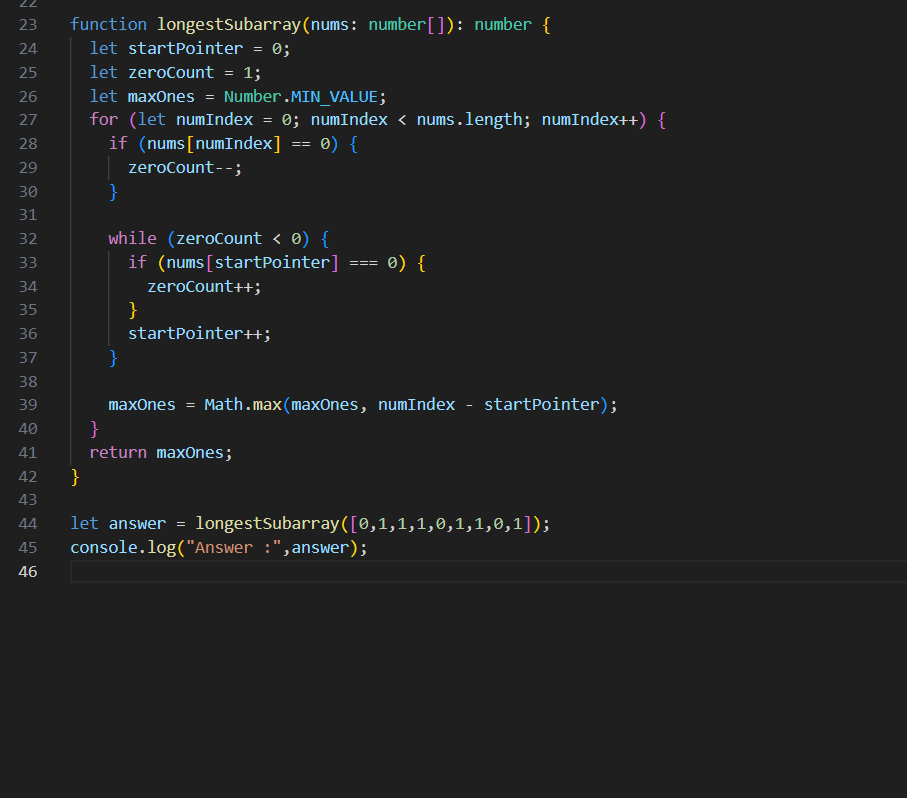 22
23 function longestSubarray(nums: number[]): number {
24   let startPointer = 0;
25   let zeroCount = 1;
26   let maxOnes = Number.MIN_VALUE;
27   for (let numIndex = 0; numIndex < nums.length; numIndex++) {
28     if (nums[numIndex] == 0) {
29       zeroCount--;
30     }
31
32     while (zeroCount < 0) {
33       if (nums[startPointer] === 0) {
34         zeroCount++;
35       }
36       startPointer++;
37     }
38
39     maxOnes = Math.max(maxOnes, numIndex - startPointer);
40   }
41   return maxOnes;
42 }
43
44 let answer = longestSubarray([0,1,1,1,0,1,1,0,1]);
45 console.log("Answer :",answer);
46